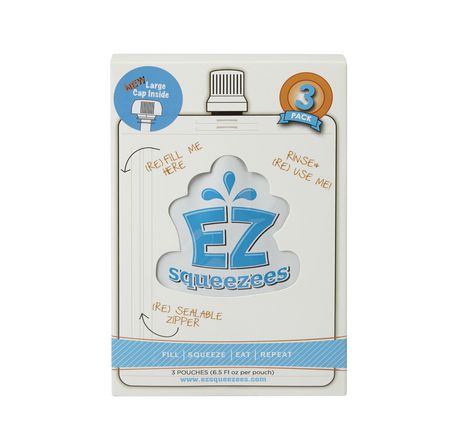 NEW
Large
Cap Inside
3
PACK
(RE)FILL ME
HERE
RINSE+
(RE) USE ME!
EZ
squeezees
(RE) SEALABLE
ZIPPER
FILL | SQUEEZE | EAT | REPEAT
3 POUCHES (6.5 Fl oz per pouch)
www.ezsqueezees.com